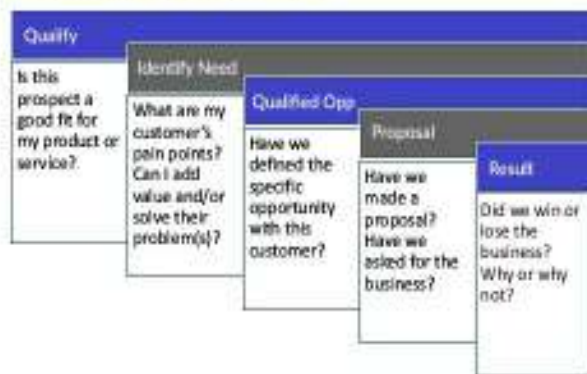 Qualify
Is this
prospect a
good fit for
my product or
service?
Identify Need
What are my
customer's
pain points?
Can I add
value and/or
solve their
problem(s)?
Qualified Opp
Have we
defined the
specific
opportunity
with this
customer?
Proposal
Have we
made a
proposal?
Have we
asked for the
business?
Result
Did we win or
lose the
business?
Why or why
not?